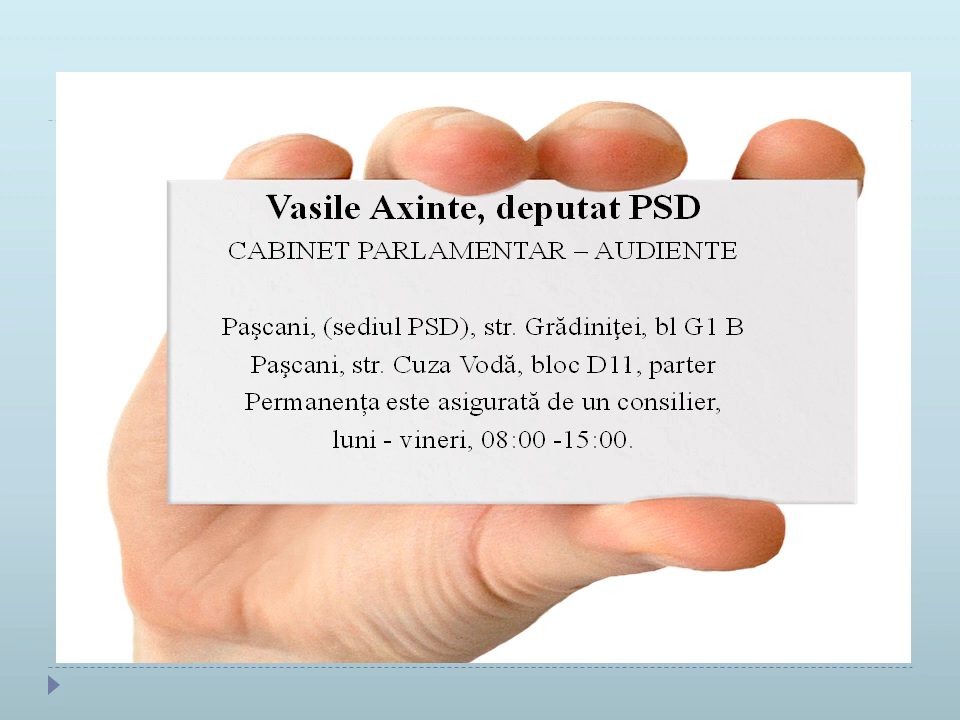 Vasile Axinte, deputat PSD
CABINET PARLAMENTAR – AUDIENTE
Paşcani, (sediul PSD), str. Grădiniţei, bl G1 B
Paşcani, str. Cuza Vodă, bloc D11, parter
Permanenţa este asigurată de un consilier,
luni - vineri, 08:00 -15:00.